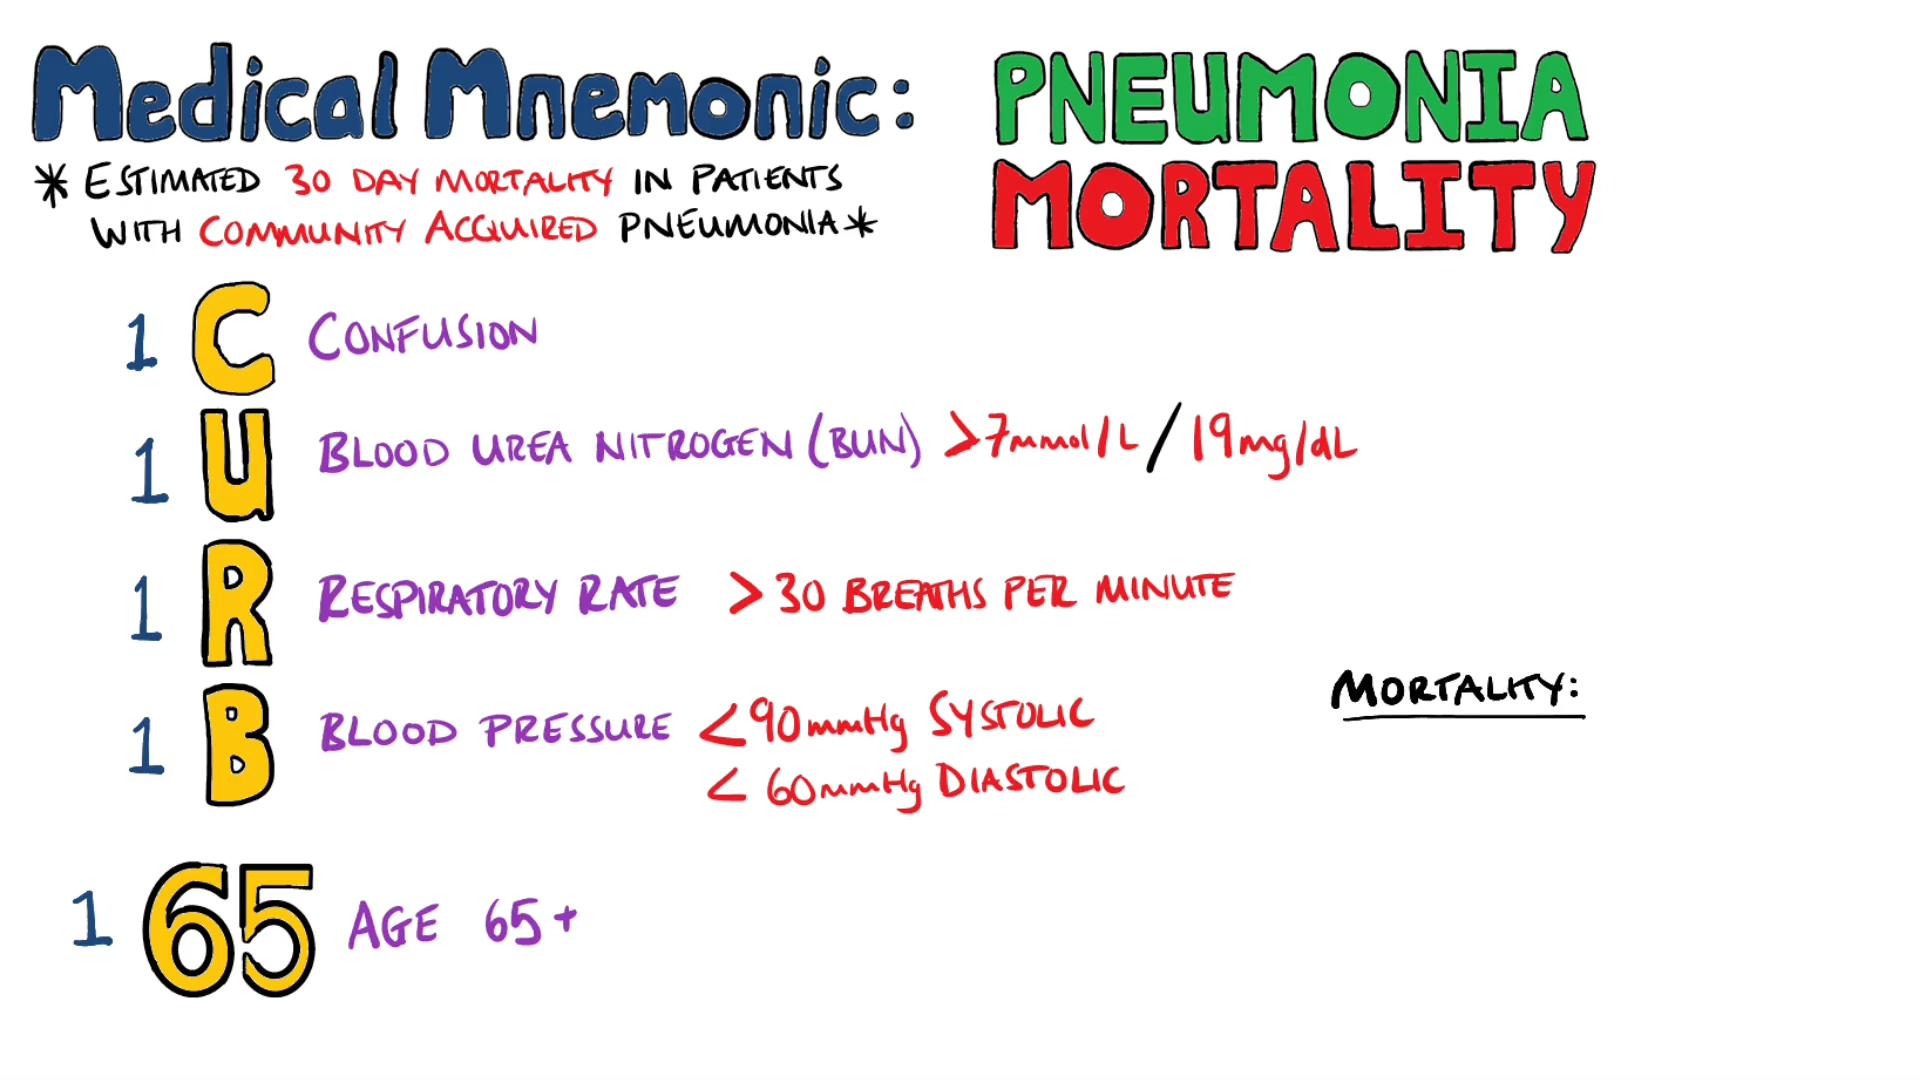 Medical Mnemonic:
PNEUMONIA
MORTALITY
* ESTIMATED 30 DAY MORTALITY IN PATIENTS
WITH COMMUNITY ACQUIRED PNEUMONIA *
1 C CONFUSION
1 U BLOOD UREA NITROGEN (BUN) >7mmol/L / 19mg/dL
1 R RESPIRATORY RATE >30 BREATHS PER MINUTE
1 B BLOOD PRESSURE <90mmHg SYSTOLIC
<60mmHg DIASTOLIC
MORTALITY:
1 65 AGE 65+